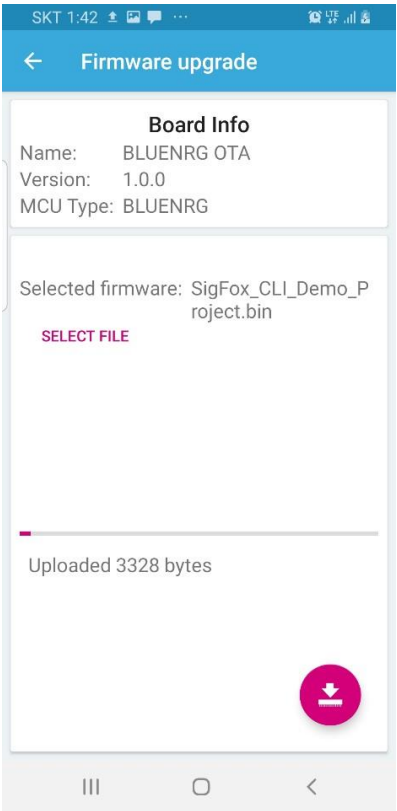 SKT 1:42 ···
LTE
Firmware upgrade
Board Info
Name: BLUENRG OTA
Version: 1.0.0
MCU Type: BLUENRG
Selected firmware: SigFox_CLI_Demo_P
roject.bin
SELECT FILE
Uploaded 3328 bytes